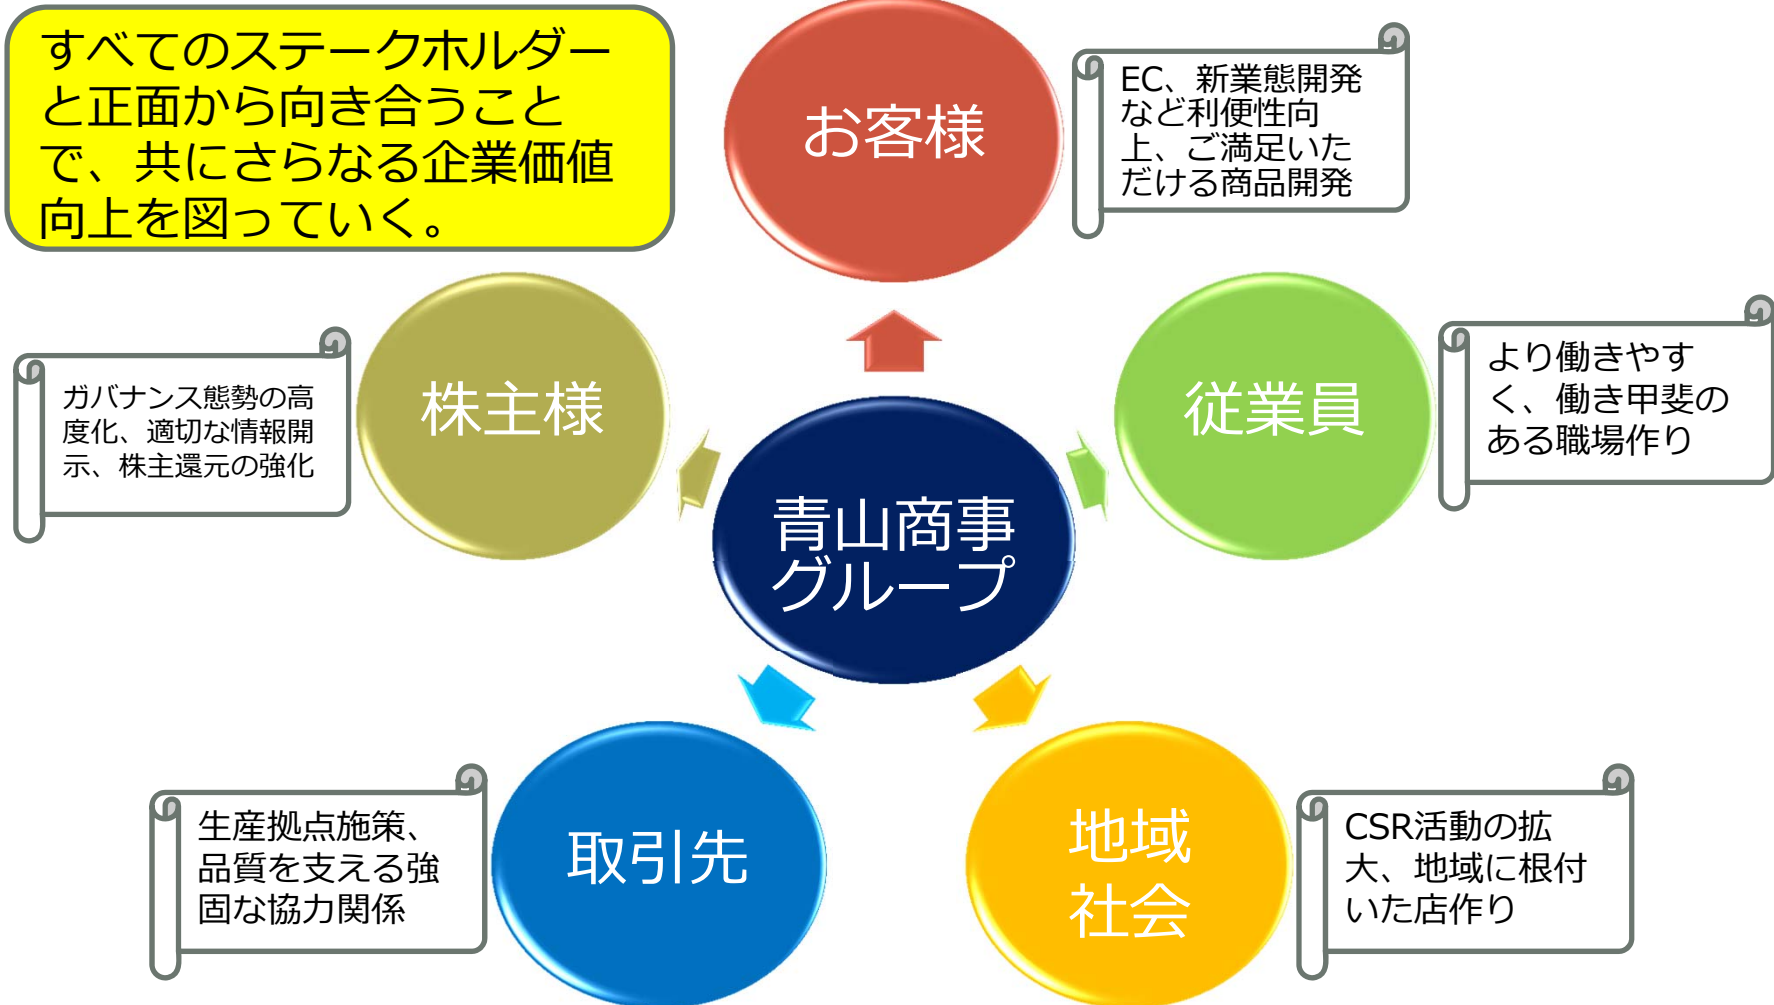 すべてのステークホルダー
と正面から向き合うこと
で、共にさらなる企業価値
向上を図っていく。
お客様
EC、新業態開発
など利便性向
上、ご満足いた
だける商品開発
株主様
ガバナンス態勢の高
度化、適切な情報開
示、株主還元の強化
従業員
より働きやす
く、働き甲斐の
ある職場作り
青山商事
グループ
取引先
生産拠点施策、
品質を支える強
固な協力関係
地域
社会
CSR活動の拡
大、地域に根付
いた店作り